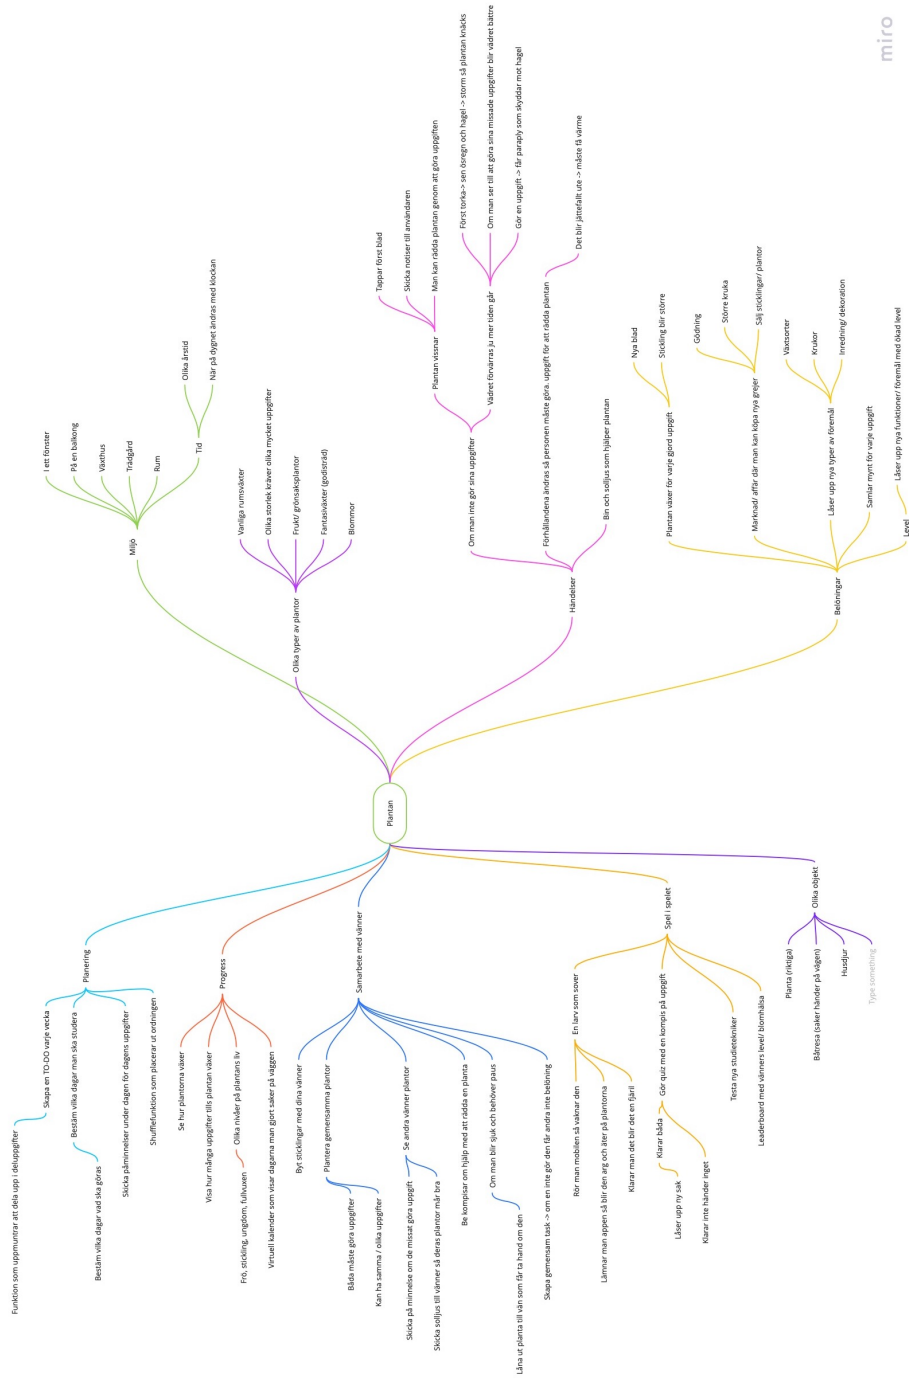 miro
Plantan
Miljö
I ett fönster
På en balkong
Växthus
Trädgård
Rum
Tid
Olika årstid
När på dygnet ändras med klockan
Olika typer av plantor
Vanliga rumsväxter
Olika storlek kräver olika mycket uppgifter
Frukt/ grönsaksplantor
Fantasiväxter (godisträd)
Blommor
Händelser
Om man inte gör sina uppgifter
Plantan vissnar
Tappar först blad
Skicka notiser till användaren
Man kan rädda plantan genom att göra uppgiften
Vädret förvärras ju mer tiden går
Först torka-> sen ösregn och hagel -> storm så plantan knäcks
Om man ser till att göra sina missade uppgifter blir vädret bättre
Gör en uppgift -> får paraply som skyddar mot hagel
Förhållandena ändras så personen måste göra. uppgift för att rädda plantan
Det blir jättefallt ute -> måste få värme
Bin och solljus som hjälper plantan
Belöningar
Plantan växer för varje gjord uppgift
Nya blad
Stickling blir större
Marknad/ affär där man kan köpa nya grejer
Gödning
Större kruka
Sälj sticklingar/ plantor
Låser upp nya typer av föremål
Växtsorter
Krukor
Inredning/ dekoration
Samlar mynt för varje uppgift
Level
Låser upp nya funktioner/ föremål med ökad level
Planering
Skapa en TO-DO varje vecka
Funktion som uppmuntrar att dela upp i deluppgifter
Bestäm vilka dagar man ska studera
Bestäm vilka dagar vad ska göras
Skicka påminnelser under dagen för dagens uppgifter
Shufflefunktion som placerar ut ordningen
Progress
Se hur plantorna växer
Visa hur många uppgifter tills plantan växer
Olika nivåer på plantans liv
Frö, stickling, ungdom, fullvuxen
Virtuell kalender som visar dagarna man gjort saker på väggen
Samarbete med vänner
Byt sticklingar med dina vänner
Plantera gemensamma plantor
Båda måste göra uppgifter
Kan ha samma / olika uppgifter
Se andra vänner plantor
Skicka på minnelse om de missat göra uppgift
Skicka solljus till vänner så deras plantor mår bra
Be kompisar om hjälp med att rädda en planta
Om man blir sjuk och behöver paus
Låna ut planta till vän som får ta hand om den
Skapa gemensam task -> om en inte gör den får andra inte belöning
Spel i spelet
En larv som sover
Rör man mobilen så vaknar den
Lämnar man appen så blir den arg och äter på plantorna
Klarar man det blir det en fjäril
Gör quiz med en kompis på uppgift
Klarar båda
Låser upp ny sak
Klarar inte händer inget
Testa nya studietekniker
Leaderboard med vänners level/ blomhälsa
Olika objekt
Planta (riktiga)
Båtresa (saker händer på vägen)
Husdjur
Type something